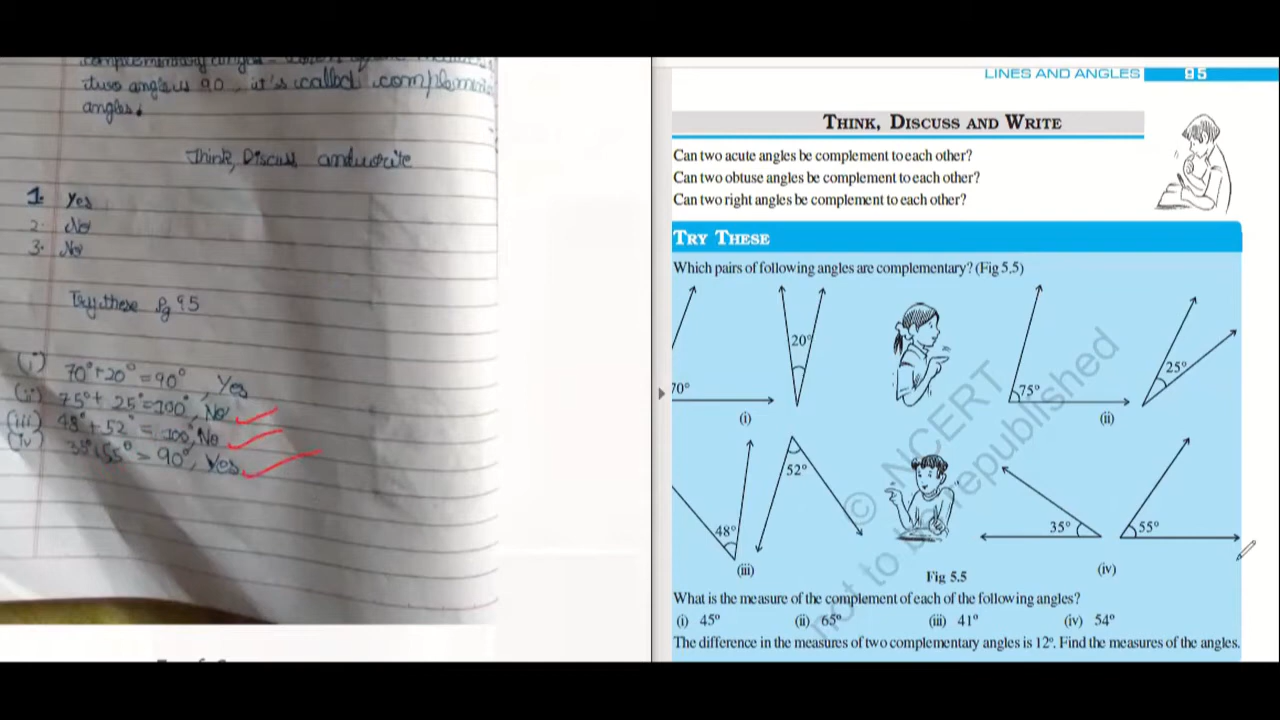 two angle is 90, it's called complemen
angles.
Think, Discuss and write
1. Yes
2. No
3. No
Try these Pg 95
(i) 70°+20°=90°, Yes
(ii) 75°+ 25°=100°, No
(iii) 48°+52° = 100°, No
(iv) 35°+55° = 90°, Yes
LINES AND ANGLES 95
THINK, DISCUSS AND WRITE
Can two acute angles be complement to each other?
Can two obtuse angles be complement to each other?
Can two right angles be complement to each other?
TRY THESE
Which pairs of following angles are complementary? (Fig 5.5)
70°
20°
(i)
75°
25°
(ii)
48°
52°
(iii)
35°
55°
(iv)
Fig 5.5
© NCERT
not to be republished
What is the measure of the complement of each of the following angles?
(i) 45° (ii) 65° (iii) 41° (iv) 54°
The difference in the measures of two complementary angles is 12°. Find the measures of the angles.